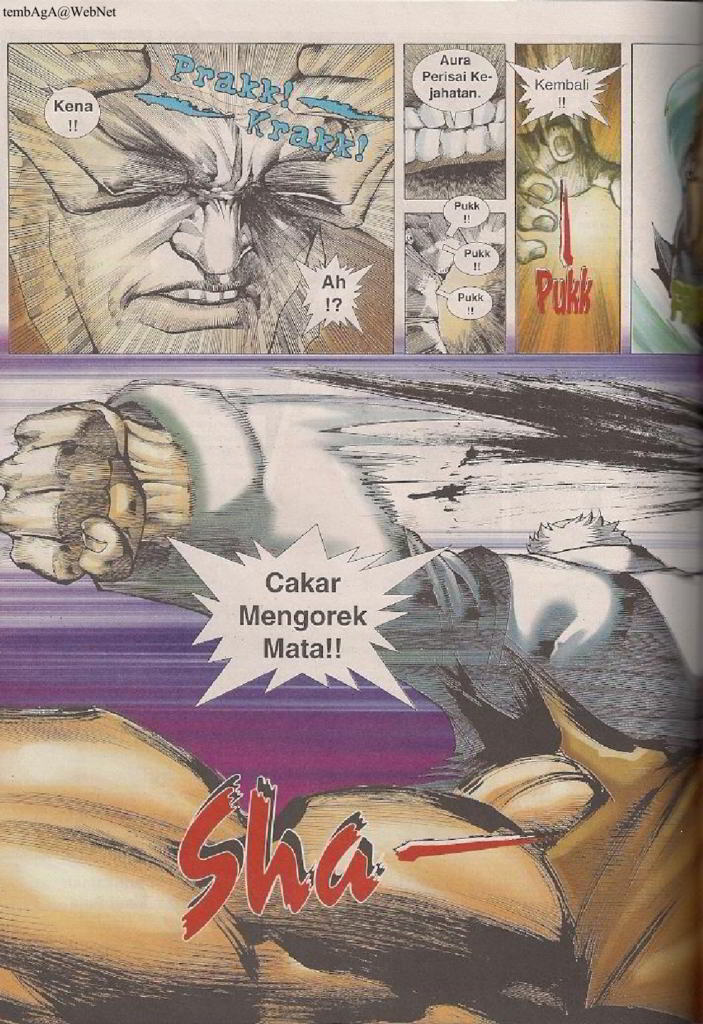 tembAgA@WebNet
Kena
!!
Prakk!
Krakk!
Ah
!?
Aura
Perisai Ke-
jahatan.
Pukk
!!
Pukk
!!
Pukk
!!
Kembali
!!
Pukk
Cakar
Mengorek
Mata!!
Sha—